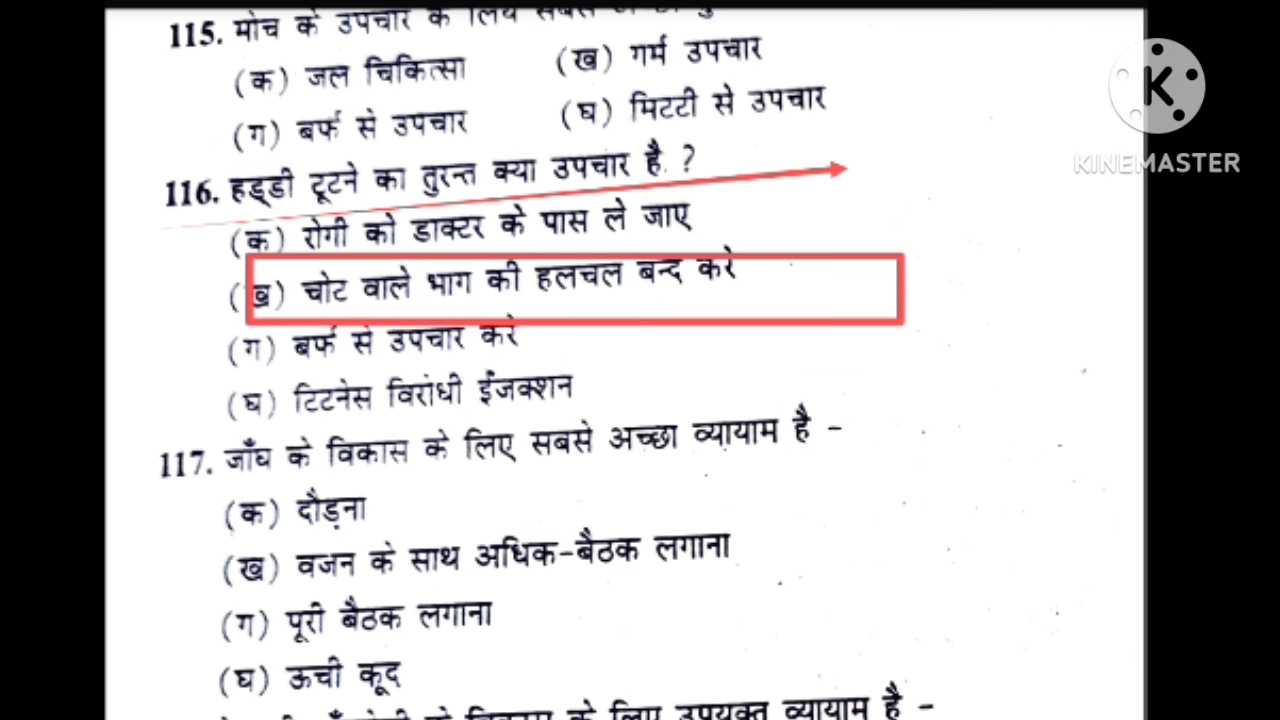 115. मोच के उपचार के लिये सबसे
(क) जल चिकित्सा (ख) गर्म उपचार
(ग) बर्फ से उपचार (घ) मिटटी से उपचार
116. हड्डी टूटने का तुरन्त क्या उपचार है. ?
(क) रोगी को डाक्टर के पास ले जाए
(ख) चोट वाले भाग की हलचल बन्द करे
(ग) बर्फ से उपचार करे
(घ) टिटनेस विरोधी ईंजक्शन
117. जाँघ के विकास के लिए सबसे अच्छा व्यायाम है -
(क) दौड़ना
(ख) वजन के साथ अधिक-बैठक लगाना
(ग) पूरी बैठक लगाना
(घ) ऊची कूद
के लिए उपयुक्त व्यायाम है -
K
KINEMASTER